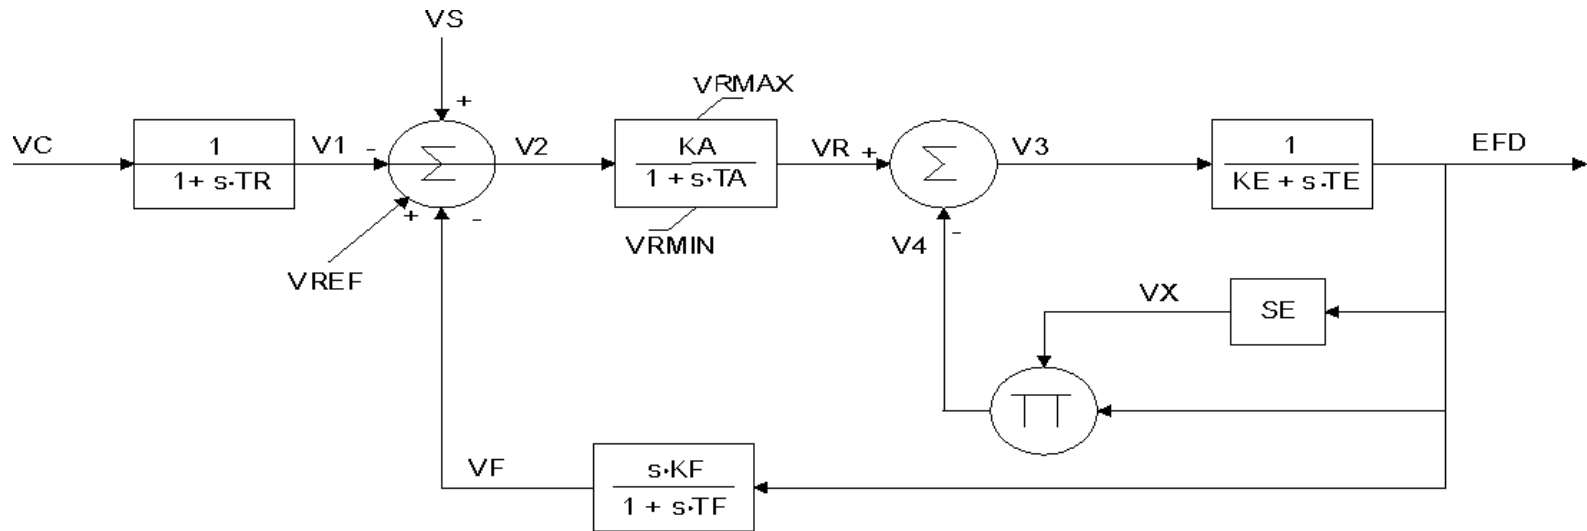 VS
VRMAX
VC
1
1+ s·TR
V1
-
+
Σ
+
-
V2
KA
1 + s·TA
VR +
Σ
-
V3
1
KE + s·TE
EFD
VREF
VRMIN
V4
VX
SE
∏
VF
s·KF
1 + s·TF